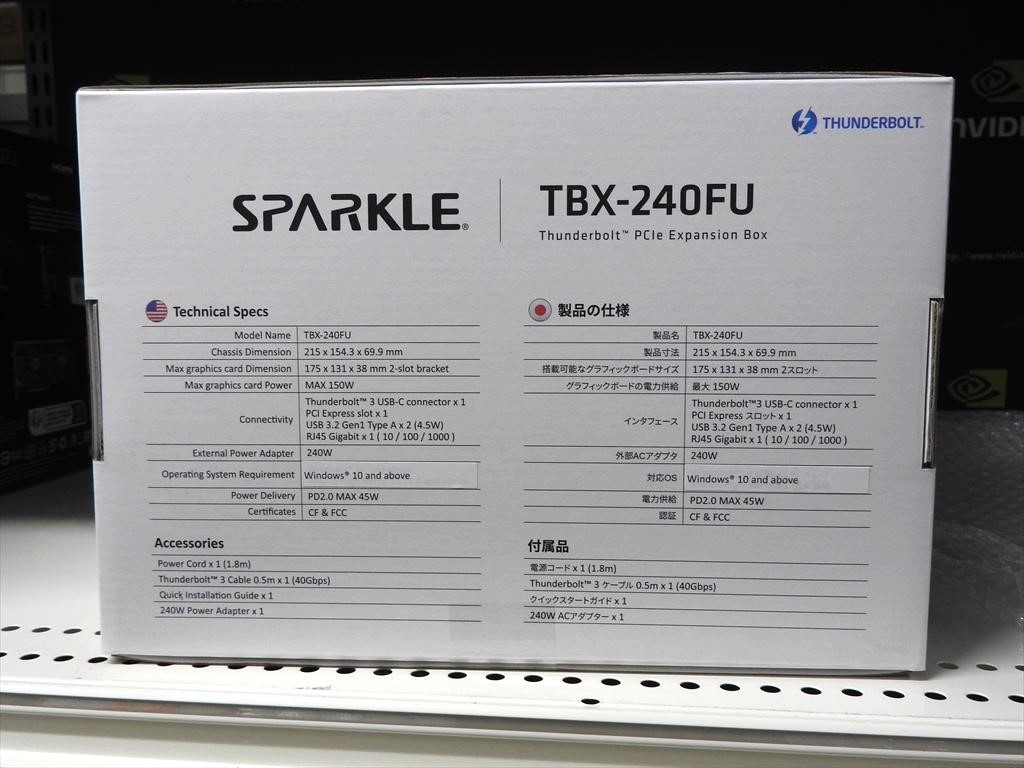 THUNDERBOLT™
SPARKLE®
TBX-240FU
Thunderbolt™ PCIe Expansion Box
Technical Specs
Model Name TBX-240FU
Chassis Dimension 215 x 154.3 x 69.9 mm
Max graphics card Dimension 175 x 131 x 38 mm 2-slot bracket
Max graphics card Power MAX 150W
Connectivity Thunderbolt™ 3 USB-C connector x 1
PCI Express slot x 1
USB 3.2 Gen1 Type A x 2 (4.5W)
RJ45 Gigabit x 1 ( 10 / 100 / 1000 )
External Power Adapter 240W
Operating System Requirement Windows® 10 and above
Power Delivery PD2.0 MAX 45W
Certificates CF & FCC
Accessories
Power Cord x 1 (1.8m)
Thunderbolt™ 3 Cable 0.5m x 1 (40Gbps)
Quick Installation Guide x 1
240W Power Adapter x 1
製品の仕様
製品名 TBX-240FU
製品寸法 215 x 154.3 x 69.9 mm
搭載可能なグラフィックボードサイズ 175 x 131 x 38 mm 2スロット
グラフィックボードの電力供給 最大 150W
インタフェース Thunderbolt™3 USB-C connector x 1
PCI Express スロット x 1
USB 3.2 Gen1 Type A x 2 (4.5W)
RJ45 Gigabit x 1 ( 10 / 100 / 1000 )
外部ACアダプタ 240W
対応OS Windows® 10 and above
電力供給 PD2.0 MAX 45W
認証 CF & FCC
付属品
電源コード x 1 (1.8m)
Thunderbolt™ 3 ケーブル 0.5m x 1 (40Gbps)
クイックスタートガイド x 1
240W ACアダプター x 1